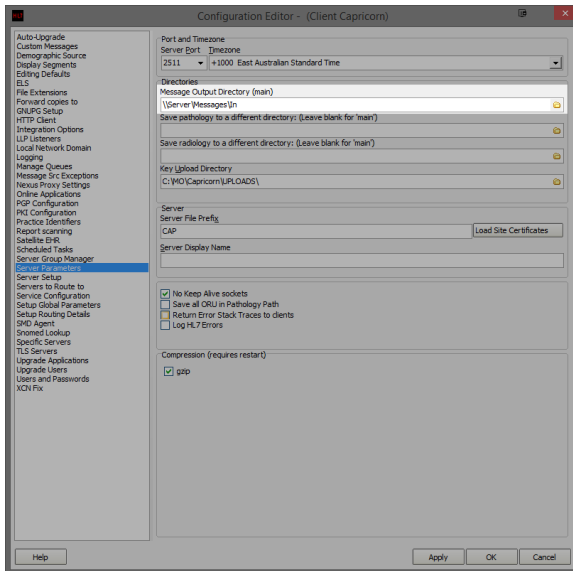 Configuration Editor - (Client Capricorn)
Auto-Upgrade
Custom Messages
Demographic Source
Display Segments
Editing Defaults
ELS
File Extensions
Forward copies to
GNUPG Setup
HTTP Client
Integration Options
LLP Listeners
Local Network Domain
Logging
Manage Queues
Message Src Exceptions
Nexus Proxy Settings
Online Applications
PGP Configuration
PKI Configuration
Practice Identifiers
Report scanning
Satellite EHR
Scheduled Tasks
Server Group Manager
Server Parameters
Server Setup
Servers to Route to
Service Configuration
Setup Global Parameters
Setup Routing Details
SMD Agent
Snomed Lookup
Specific Servers
TLS Servers
Upgrade Applications
Upgrade Users
Users and Passwords
XCN Fix
Port and Timezone
Server Port Timezone
2511 +1000 East Australian Standard Time
Directories
Message Output Directory (main)
\\Server\Messages\In
Save pathology to a different directory: (Leave blank for 'main')
Save radiology to a different directory: (Leave blank for 'main')
Key Upload Directory
C:\MO\Capricorn\UPLOADS\
Server
Server File Prefix
CAP Load Site Certificates
Server Display Name
No Keep Alive sockets
Save all ORU in Pathology Path
Return Error Stack Traces to clients
Log HL7 Errors
Compression (requires restart)
gzip
Help Apply OK Cancel